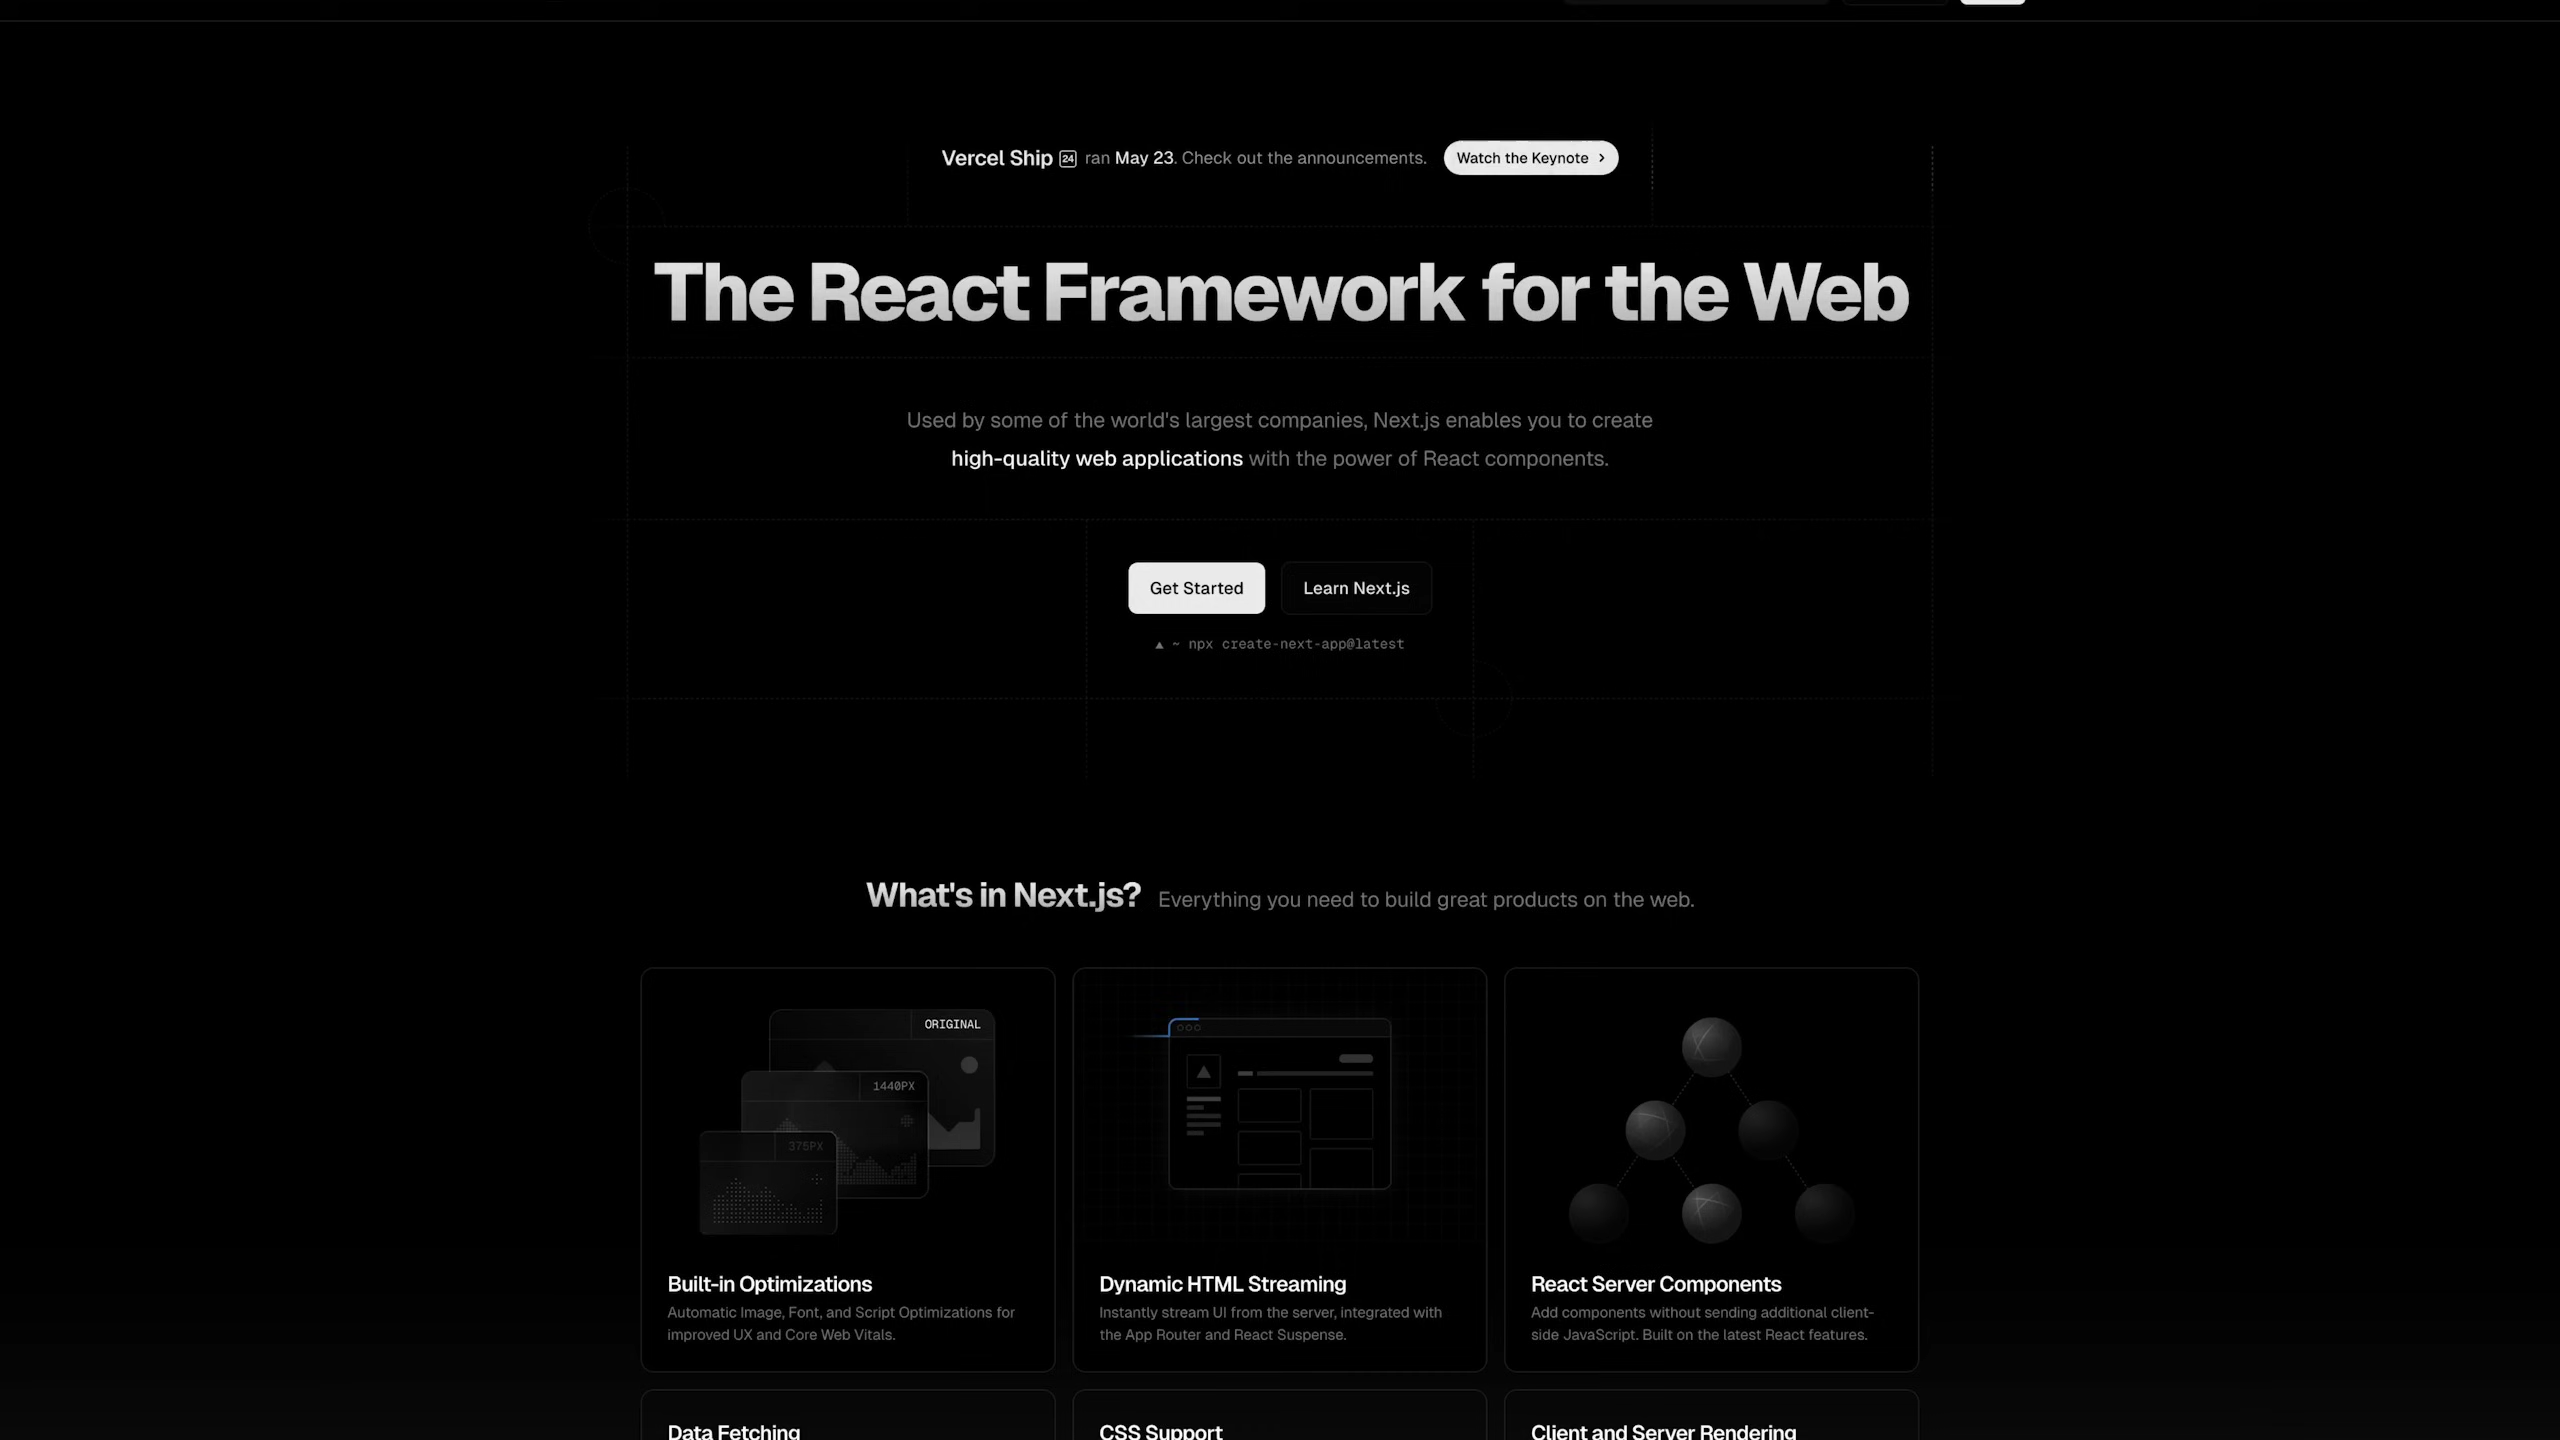 Vercel Ship 24 ran May 23. Check out the announcements. Watch the Keynote ›
The React Framework for the Web
Used by some of the world's largest companies, Next.js enables you to create
high-quality web applications with the power of React components.
Get Started Learn Next.js
▲ ~ npx create-next-app@latest
What's in Next.js? Everything you need to build great products on the web.
ORIGINAL
1440PX
375PX
Built-in Optimizations
Automatic Image, Font, and Script Optimizations for
improved UX and Core Web Vitals.
Dynamic HTML Streaming
Instantly stream UI from the server, integrated with
the App Router and React Suspense.
React Server Components
Add components without sending additional client-
side JavaScript. Built on the latest React features.
Data Fetching
CSS Support
Client and Server Rendering